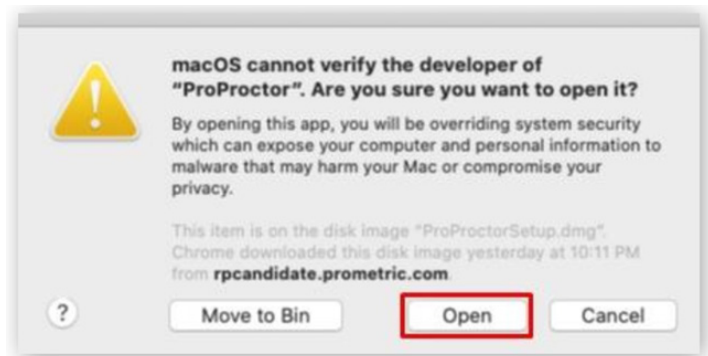 macOS cannot verify the developer of
“ProProctor”. Are you sure you want to open it?
By opening this app, you will be overriding system security
which can expose your computer and personal information to
malware that may harm your Mac or compromise your
privacy.
This item is on the disk image “ProProctorSetup.dmg”.
Chrome downloaded this disk image yesterday at 10:11 PM
from rpcandidate.prometric.com.
? Move to Bin Open Cancel